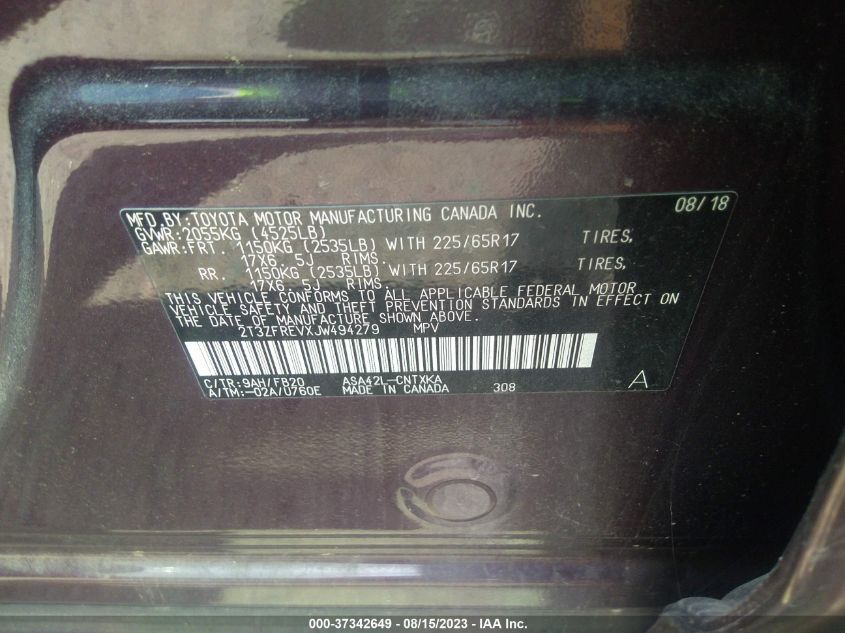 MFD BY:TOYOTA MOTOR MANUFACTURING CANADA INC. 08/18
GVWR:2055KG (4525LB)
GAWR:FRT. 1150KG (2535LB) WITH 225/65R17 TIRES,
17X6.5J RIMS.
RR. 1150KG (2535LB) WITH 225/65R17 TIRES,
17X6.5J RIMS.
THIS VEHICLE CONFORMS TO ALL APPLICABLE FEDERAL MOTOR
VEHICLE SAFETY AND THEFT PREVENTION STANDARDS IN EFFECT ON
THE DATE OF MANUFACTURE SHOWN ABOVE.
2T3ZFREVXJW494279 MPV
C/TR:9AH/FB20 ASA42L-CNTXKA
A/TM:-02A/U760E MADE IN CANADA 308 A
000-37342649 - 08/15/2023 - IAA Inc.